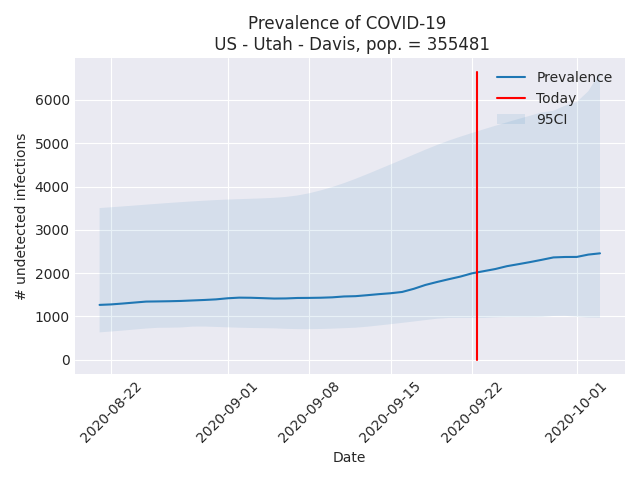 Prevalence of COVID-19
US - Utah - Davis, pop. = 355481
Prevalence
Today
95CI
# undetected infections
6000
5000
4000
3000
2000
1000
0
2020-08-22
2020-09-01
2020-09-08
2020-09-15
2020-09-22
2020-10-01
Date